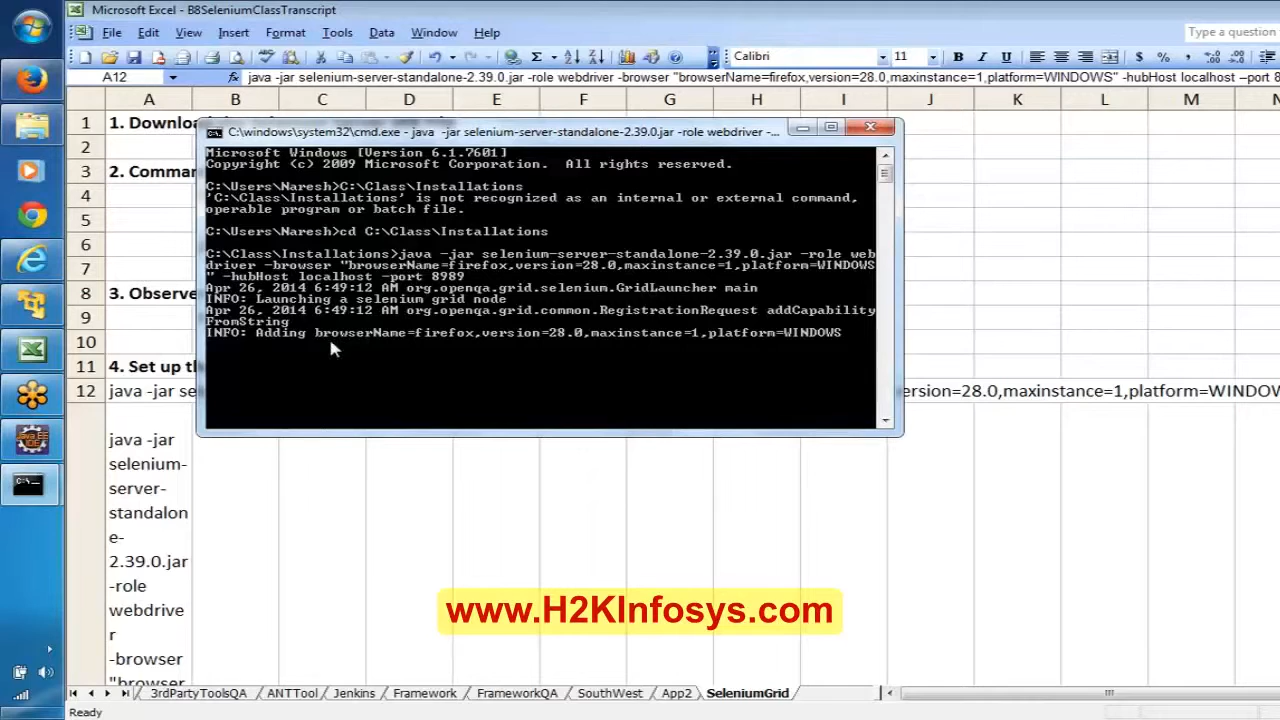 Microsoft Excel - B8SeleniumClassTranscript
File Edit View Insert Format Tools Data Window Help
Type a question
Calibri 11 B I U
A12 fx java -jar selenium-server-standalone-2.39.0.jar -role webdriver -browser "browserName=firefox,version=28.0,maxinstance=1,platform=WINDOWS" -hubHost localhost –port 8
A B C D E F G H I J K L M
1 1. Download
2
3 2. Comman
4
5
6
7
8 3. Observe
9
10
11 4. Set up th
12 java -jar se
ersion=28.0,maxinstance=1,platform=WINDOW
java -jar
selenium-
server-
standalon
e-
2.39.0.jar
-role
webdrive
r
-browser
"browser
C:\windows\system32\cmd.exe - java -jar selenium-server-standalone-2.39.0.jar -role webdriver -...
Microsoft Windows [Version 6.1.7601]
Copyright (c) 2009 Microsoft Corporation. All rights reserved.
C:\Users\Naresh>C:\Class\Installations
'C:\Class\Installations' is not recognized as an internal or external command,
operable program or batch file.
C:\Users\Naresh>cd C:\Class\Installations
C:\Class\Installations>java -jar selenium-server-standalone-2.39.0.jar -role web
driver -browser "browserName=firefox,version=28.0,maxinstance=1,platform=WINDOWS
" -hubHost localhost -port 8989
Apr 26, 2014 6:49:12 AM org.openqa.grid.selenium.GridLauncher main
INFO: Launching a selenium grid node
Apr 26, 2014 6:49:12 AM org.openqa.grid.common.RegistrationRequest addCapability
FromString
INFO: Adding browserName=firefox,version=28.0,maxinstance=1,platform=WINDOWS
www.H2KInfosys.com
3rdPartyToolsQA ANTTool Jenkins Framework FrameworkQA SouthWest App2 SeleniumGrid
Ready